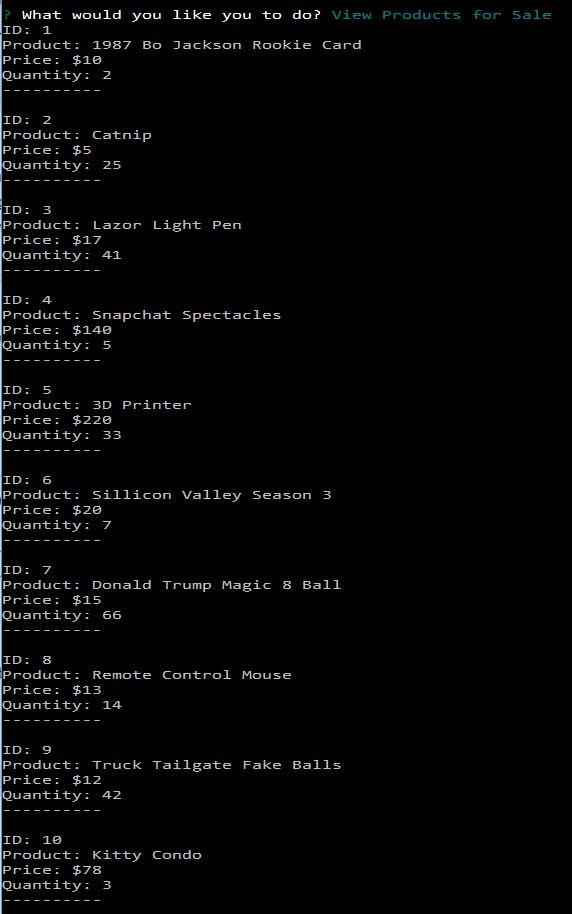 ? What would you like you to do? View Products for Sale
ID: 1
Product: 1987 Bo Jackson Rookie Card
Price: $10
Quantity: 2
----------
ID: 2
Product: Catnip
Price: $5
Quantity: 25
----------
ID: 3
Product: Lazor Light Pen
Price: $17
Quantity: 41
----------
ID: 4
Product: Snapchat Spectacles
Price: $140
Quantity: 5
----------
ID: 5
Product: 3D Printer
Price: $220
Quantity: 33
----------
ID: 6
Product: Sillicon Valley Season 3
Price: $20
Quantity: 7
----------
ID: 7
Product: Donald Trump Magic 8 Ball
Price: $15
Quantity: 66
----------
ID: 8
Product: Remote Control Mouse
Price: $13
Quantity: 14
----------
ID: 9
Product: Truck Tailgate Fake Balls
Price: $12
Quantity: 42
----------
ID: 10
Product: Kitty Condo
Price: $78
Quantity: 3
----------